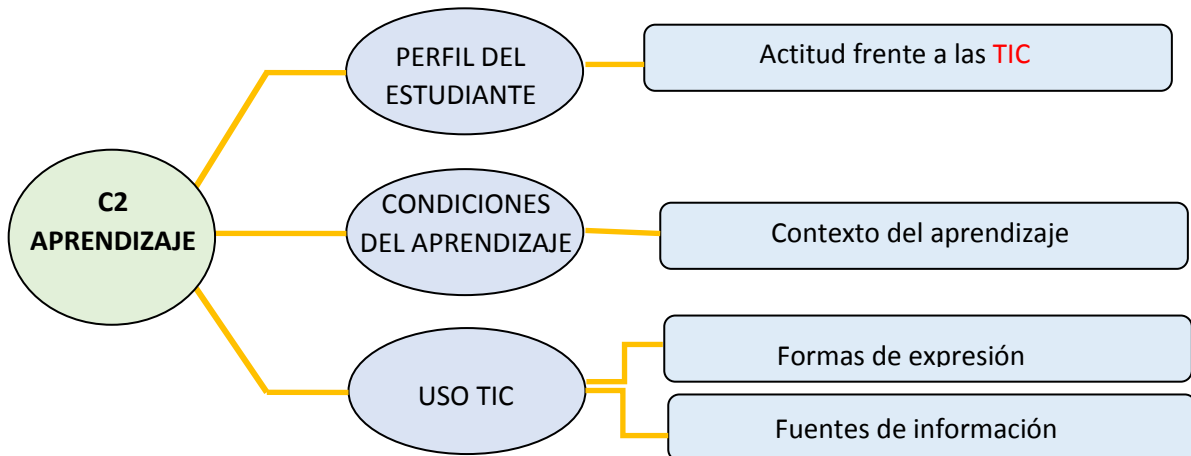 PERFIL DEL
ESTUDIANTE
Actitud frente a las TIC
C2
APRENDIZAJE
CONDICIONES
DEL APRENDIZAJE
Contexto del aprendizaje
USO TIC
Formas de expresión
Fuentes de información